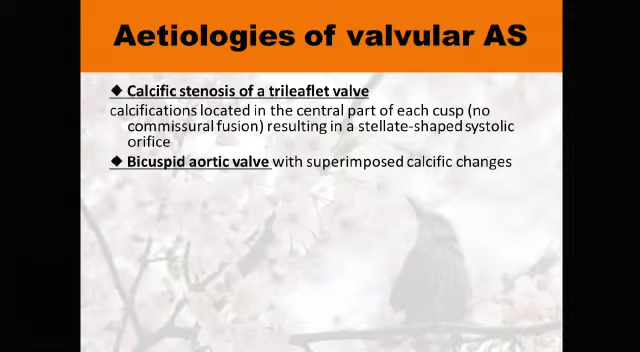 Aetiologies of valvular AS
◆ Calcific stenosis of a trileaflet valve
calcifications located in the central part of each cusp (no
commissural fusion) resulting in a stellate-shaped systolic
orifice
◆ Bicuspid aortic valve with superimposed calcific changes